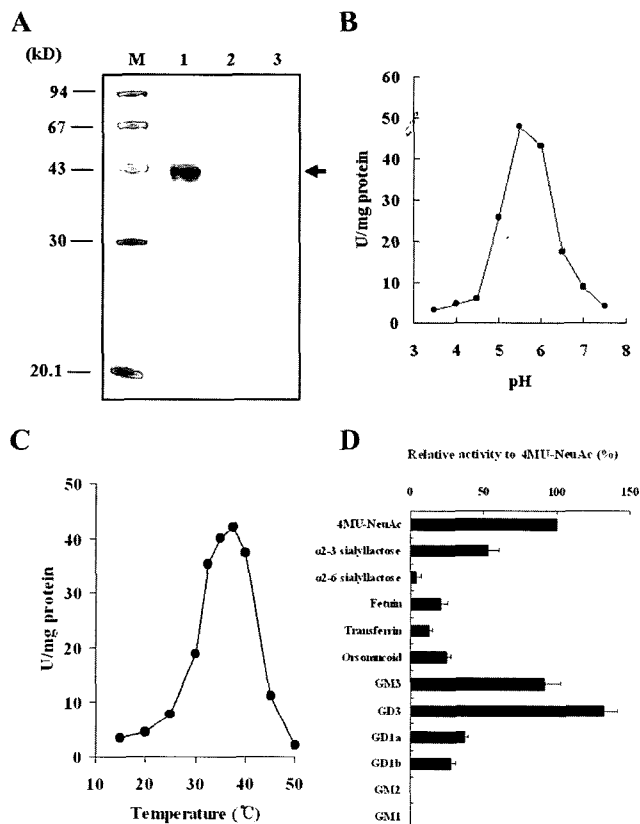 A
(kD)
M 1 2 3
94
67
43
30
20.1
B
U/mg protein
60
50
40
30
20
10
0
3 4 5 6 7 8
pH
C
U/mg protein
50
40
30
20
10
0
10 20 30 40 50
Temperature (℃)
D
Relative activity to 4MU-NeuAc (%)
0 50 100 150
4MU-NeuAc
α2-3 sialyllactose
α2-6 sialyllactose
Fetuin
Transferrin
Orsomucoid
GM3
GD3
GD1a
GD1b
GM2
GM1